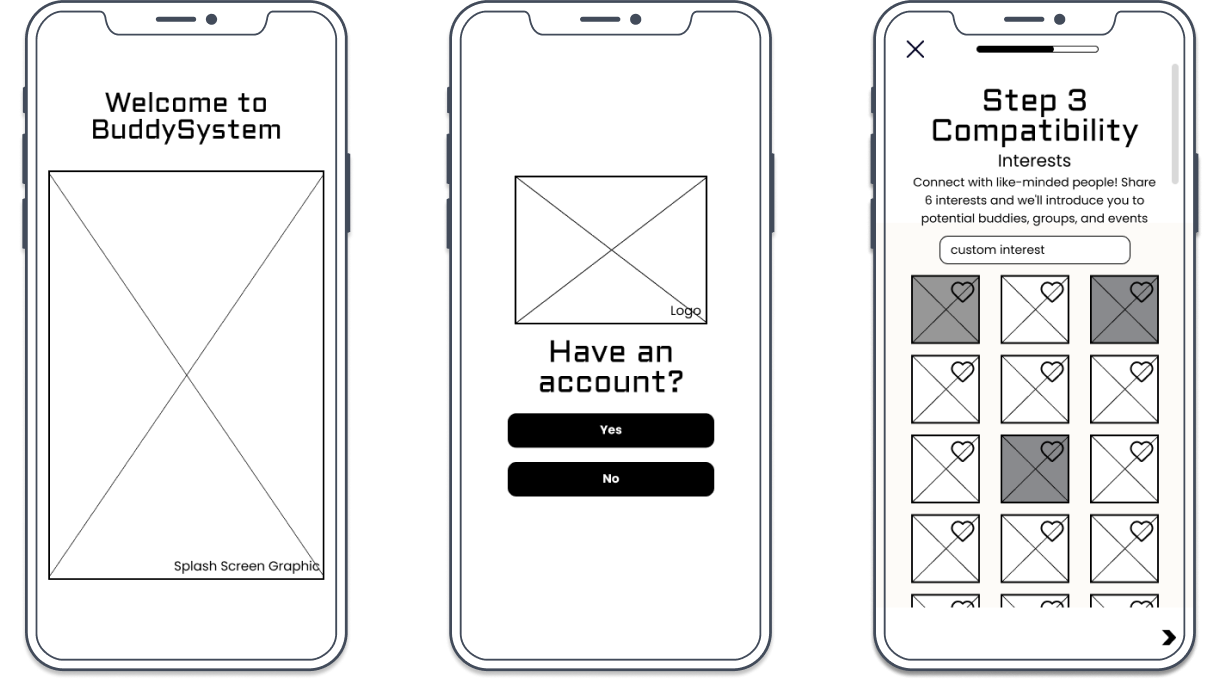 Welcome to
BuddySystem
Splash Screen Graphic
Logo
Have an
account?
Yes
No
Step 3
Compatibility
Interests
Connect with like-minded people! Share
6 interests and we'll introduce you to
potential buddies, groups, and events
custom interest